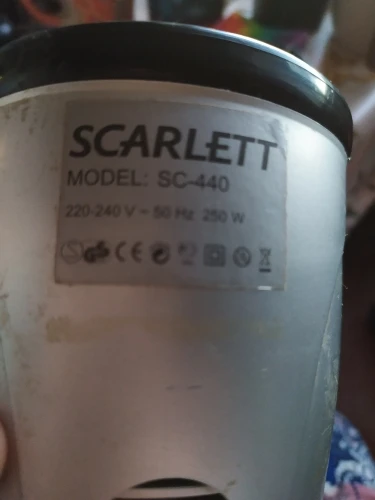 SCARLETT
MODEL: SC-440
220-240 V ~ 50 Hz 250 W